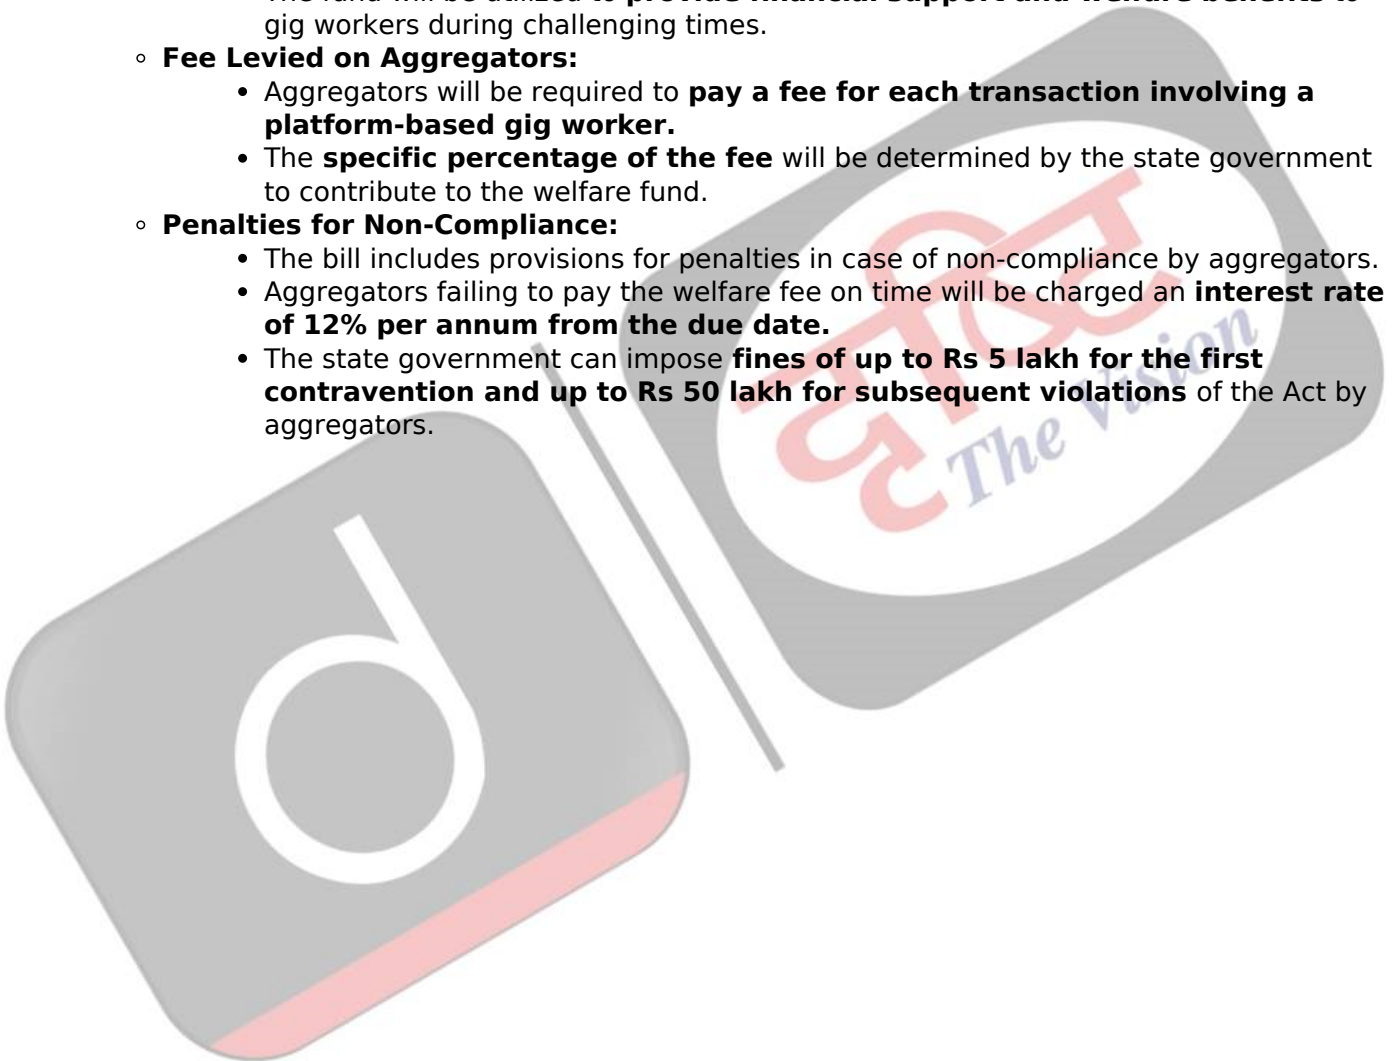 gig workers during challenging times.
◦ Fee Levied on Aggregators:
• Aggregators will be required to pay a fee for each transaction involving a
platform-based gig worker.
• The specific percentage of the fee will be determined by the state government
to contribute to the welfare fund.
◦ Penalties for Non-Compliance:
• The bill includes provisions for penalties in case of non-compliance by aggregators.
• Aggregators failing to pay the welfare fee on time will be charged an interest rate
of 12% per annum from the due date.
• The state government can impose fines of up to Rs 5 lakh for the first
contravention and up to Rs 50 lakh for subsequent violations of the Act by
aggregators.
दृष्टि
The Vision
d